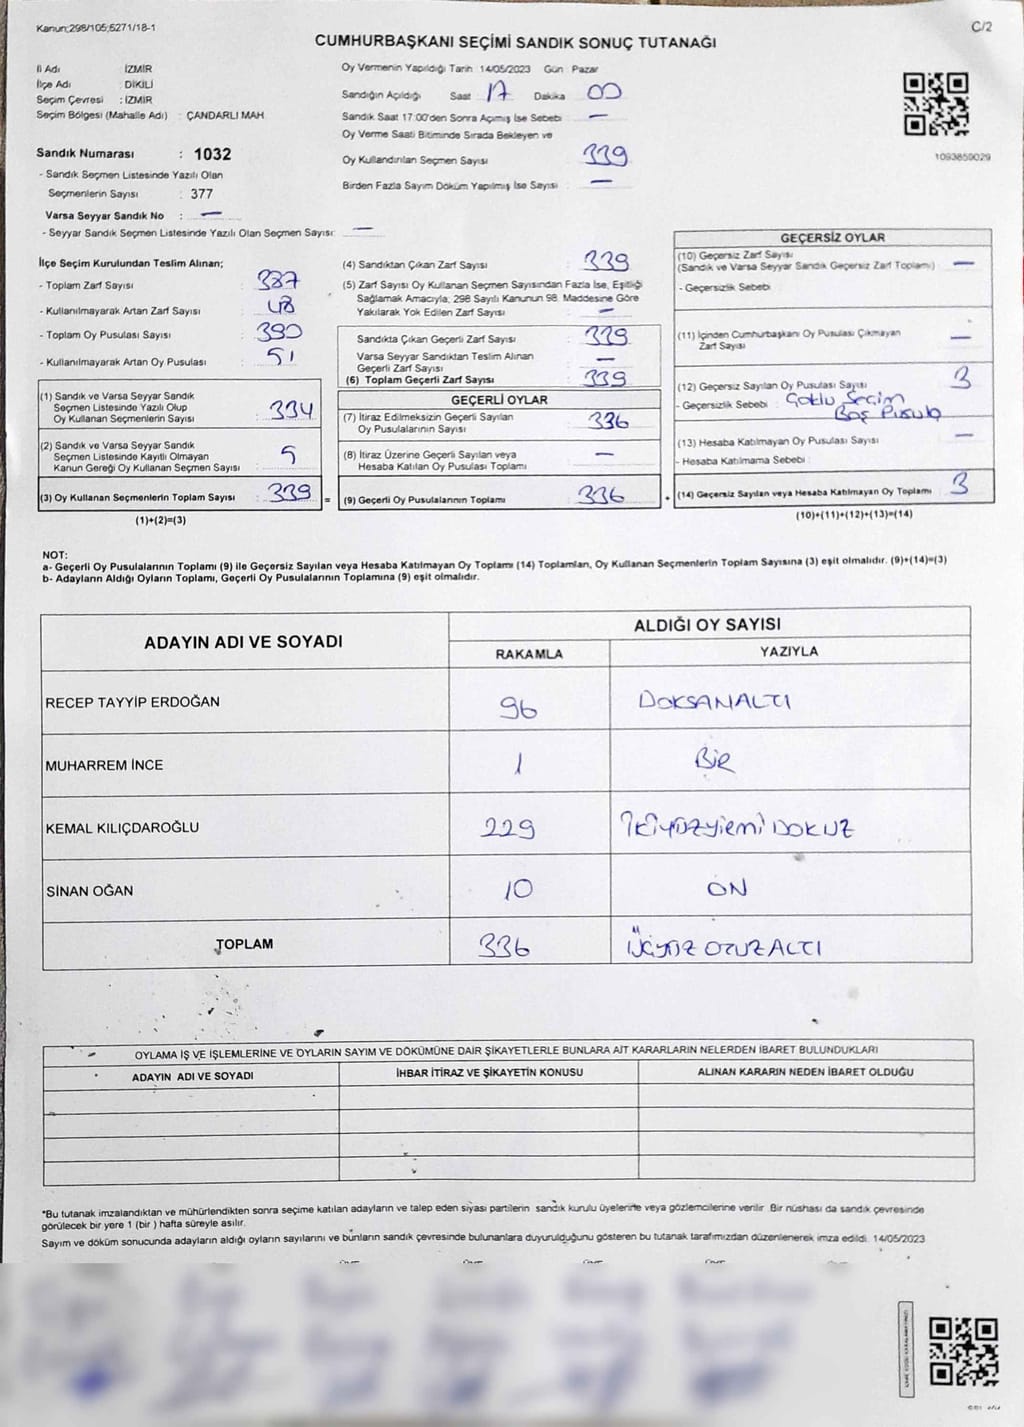 Kanun;298/105;6271/18-1
C/2
CUMHURBAŞKANI SEÇİMİ SANDIK SONUÇ TUTANAĞI
İl Adı İZMİR
İlçe Adı : DİKİLİ
Seçim Çevresi : İZMİR
Seçim Bölgesi (Mahalle Adı) : ÇANDARLI MAH
Sandık Numarası : 1032
- Sandık Seçmen Listesinde Yazılı Olan
Seçmenlerin Sayısı : 377
Varsa Seyyar Sandık No : —
- Seyyar Sandık Seçmen Listesinde Yazılı Olan Seçmen Sayısı: —
Oy Vermenin Yapıldığı Tarih : 14/05/2023 Gün : Pazar
Sandığın Açıldığı Saat 17 Dakika 00
Sandık Saat 17:00'den Sonra Açımış İse Sebebi : —
Oy Verme Saati Bitiminde Sırada Bekleyen ve
Oy Kullandırılan Seçmen Sayısı 339
Birden Fazla Sayım Döküm Yapılmış İse Sayısı : —
1093859029
İlçe Seçim Kurulundan Teslim Alınan;
- Toplam Zarf Sayısı : 387
- Kullanılmayarak Artan Zarf Sayısı : 48
- Toplam Oy Pusulası Sayısı : 390
- Kullanılmayarak Artan Oy Pusulası : 51
(1) Sandık ve Varsa Seyyar Sandık
Seçmen Listesinde Yazılı Olup
Oy Kullanan Seçmenlerin Sayısı : 334
(2) Sandık ve Varsa Seyyar Sandık
Seçmen Listesinde Kayıtlı Olmayan
Kanun Gereği Oy Kullanan Seçmen Sayısı : 5
(3) Oy Kullanan Seçmenlerin Toplam Sayısı : 339 =
(1)+(2)=(3)
(4) Sandıktan Çıkan Zarf Sayısı : 339
(5) Zarf Sayısı Oy Kullanan Seçmen Sayısından Fazla İse, Eşitliği
Sağlamak Amacıyla, 298 Sayılı Kanunun 98. Maddesine Göre
Yakılarak Yok Edilen Zarf Sayısı : —
Sandıkta Çıkan Geçerli Zarf Sayısı : 339
Varsa Seyyar Sandıktan Teslim Alınan
Geçerli Zarf Sayısı —
(6) Toplam Geçerli Zarf Sayısı : 339
GEÇERLİ OYLAR
(7) İtiraz Edilmeksizin Geçerli Sayılan
Oy Pusulalarının Sayısı : 336
(8) İtiraz Üzerine Geçerli Sayılan veya
Hesaba Katılan Oy Pusulası Toplamı : —
(9) Geçerli Oy Pusulalarının Toplamı : 336 +
GEÇERSİZ OYLAR
(10) Geçersiz Zarf Sayısı
(Sandık ve Varsa Seyyar Sandık Geçersiz Zarf Toplamı) : —
- Geçersizlik Sebebi
(11) İçinden Cumhurbaşkanı Oy Pusulası Çıkmayan
Zarf Sayısı —
(12) Geçersiz Sayılan Oy Pusulası Sayısı 3
- Geçersizlik Sebebi : Çoklu Seçim
Boş Pusula
(13) Hesaba Katılmayan Oy Pusulası Sayısı —
- Hesaba Katılmama Sebebi :
(14) Geçersiz Sayılan veya Hesaba Katılmayan Oy Toplamı : 3
(10)+(11)+(12)+(13)=(14)
NOT:
a- Geçerli Oy Pusulalarının Toplamı (9) ile Geçersiz Sayılan veya Hesaba Katılmayan Oy Toplamı (14) Toplamları, Oy Kullanan Seçmenlerin Toplam Sayısına (3) eşit olmalıdır. (9)+(14)=(3)
b- Adayların Aldığı Oyların Toplamı, Geçerli Oy Pusulalarının Toplamına (9) eşit olmalıdır.
ADAYIN ADI VE SOYADI ALDIĞI OY SAYISI
RAKAMLA YAZIYLA
RECEP TAYYİP ERDOĞAN 96 DOKSANALTI
MUHARREM İNCE 1 BİR
KEMAL KILIÇDAROĞLU 229 İKİYÜZYİRMİ DOKUZ
SİNAN OĞAN 10 ON
TOPLAM 336 ÜÇYÜZ OTUZALTI
OYLAMA İŞ VE İŞLEMLERİNE VE OYLARIN SAYIM VE DÖKÜMÜNE DAİR ŞİKAYETLERLE BUNLARA AİT KARARLARIN NELERDEN İBARET BULUNDUKLARI
ADAYIN ADI VE SOYADI İHBAR İTİRAZ VE ŞİKAYETİN KONUSU ALINAN KARARIN NEDEN İBARET OLDUĞU
*Bu tutanak imzalandıktan ve mühürlendikten sonra seçime katılan adayların ve talep eden siyasi partilerin sandık kurulu üyelerine veya gözlemcilerine verilir. Bir nüshası da sandık çevresinde
görülecek bir yere 1 (bir ) hafta süreyle asılır.
Sayım ve döküm sonucunda adayların aldığı oyların sayılarını ve bunların sandık çevresinde bulunanlara duyurulduğunu gösteren bu tutanak tarafımızdan düzenlenerek imza edildi. 14/05/2023